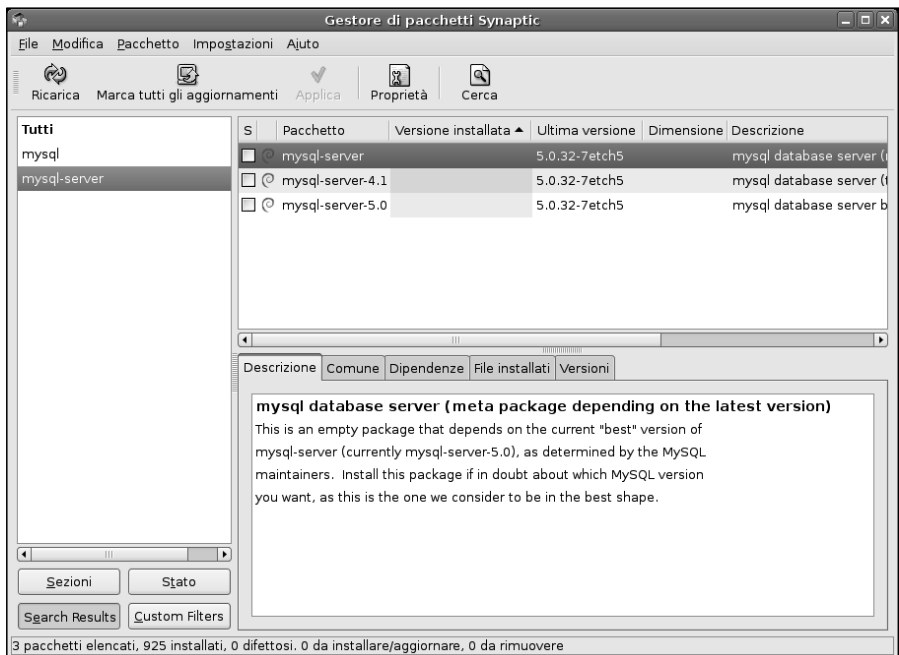 Gestore di pacchetti Synaptic
File Modifica Pacchetto Impostazioni Aiuto
Ricarica Marca tutti gli aggiornamenti Applica Proprietà Cerca
Tutti
mysql
mysql-server
S Pacchetto Versione installata Ultima versione Dimensione Descrizione
mysql-server 5.0.32-7etch5 mysql database server (
mysql-server-4.1 5.0.32-7etch5 mysql database server (
mysql-server-5.0 5.0.32-7etch5 mysql database server b
Descrizione Comune Dipendenze File installati Versioni
mysql database server (meta package depending on the latest version)
This is an empty package that depends on the current "best" version of
mysql-server (currently mysql-server-5.0), as determined by the MySQL
maintainers. Install this package if in doubt about which MySQL version
you want, as this is the one we consider to be in the best shape.
Sezioni Stato
Search Results Custom Filters
3 pacchetti elencati, 925 installati, 0 difettosi. 0 da installare/aggiornare, 0 da rimuovere